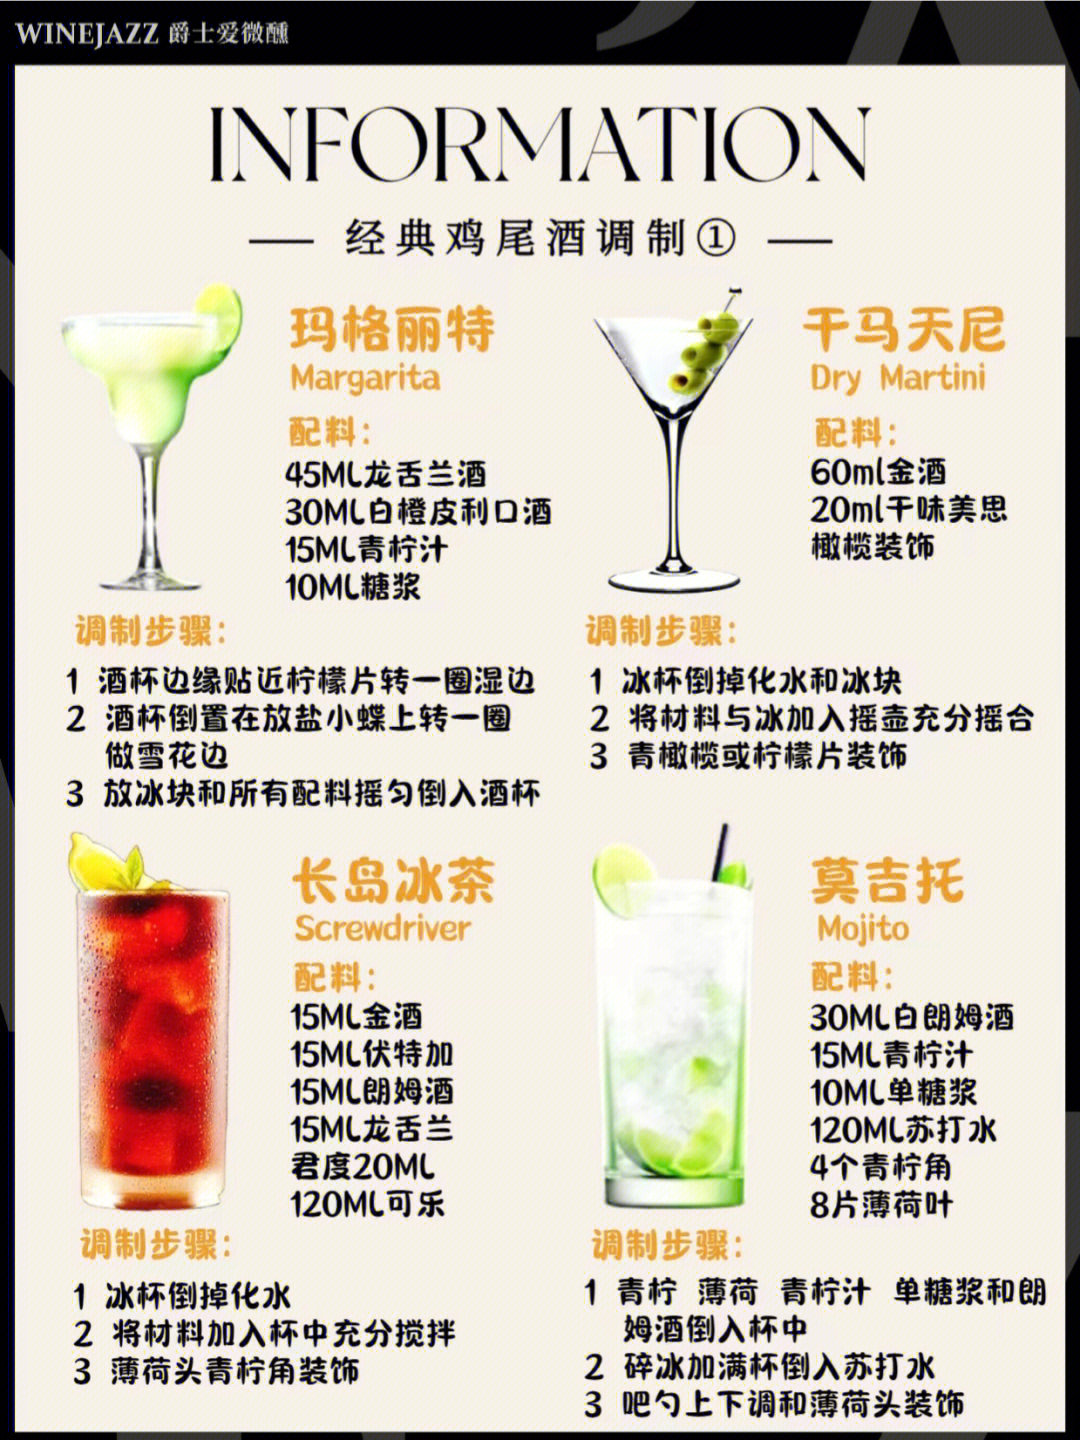 WINEJAZZ 爵士爱微醺
INFORMATION
经典鸡尾酒调制①
玛格丽特
Margarita
配料:
45ML龙舌兰酒
30ML白橙皮利口酒
15ML青柠汁
10ML糖浆
调制步骤:
1 酒杯边缘贴近柠檬片转一圈湿边
2 酒杯倒置在放盐小蝶上转一圈
做雪花边
3 放冰块和所有配料摇匀倒入酒杯
干马天尼
Dry Martini
配料:
60ml金酒
20ml干味美思
橄榄装饰
调制步骤:
1 冰杯倒掉化水和冰块
2 将材料与冰加入摇壶充分摇合
3 青橄榄或柠檬片装饰
长岛冰茶
Screwdriver
配料:
15ML金酒
15ML伏特加
15ML朗姆酒
15ML龙舌兰
君度20ML
120ML可乐
调制步骤:
1 冰杯倒掉化水
2 将材料加入杯中充分搅拌
3 薄荷头青柠角装饰
莫吉托
Mojito
配料:
30ML白朗姆酒
15ML青柠汁
10ML单糖浆
120ML苏打水
4个青柠角
8片薄荷叶
调制步骤:
1 青柠 薄荷 青柠汁 单糖浆和朗
姆酒倒入杯中
2 碎冰加满杯倒入苏打水
3 吧勺上下调和薄荷头装饰